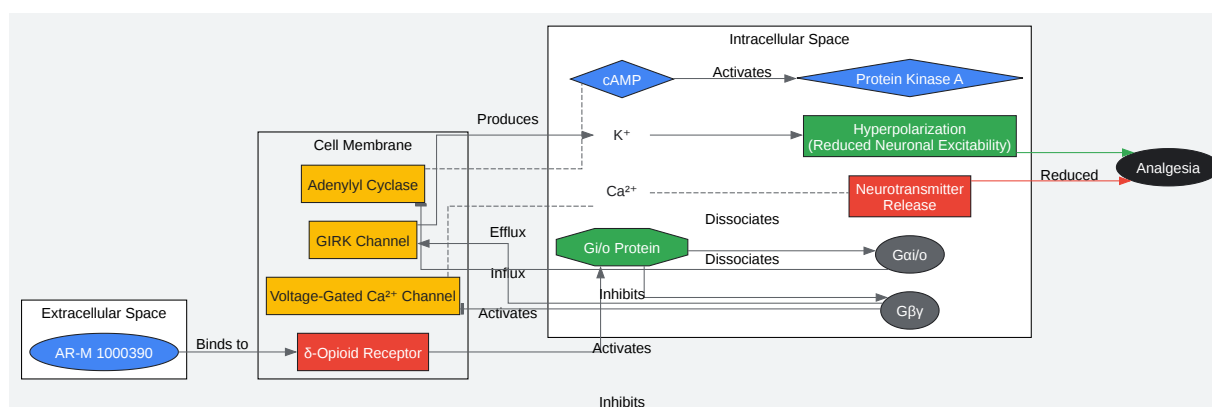 Intracellular Space
cAMP
Activates
Protein Kinase A
Produces
K⁺
Hyperpolarization
(Reduced Neuronal Excitability)
Cell Membrane
Adenylyl Cyclase
Analgesia
Reduced
Ca²⁺
Neurotransmitter
Release
Dissociates
GIRK Channel
Efflux
Gi/o Protein
Dissociates
Gαi/o
Influx
Voltage-Gated Ca²⁺ Channel
Inhibits
Gβγ
Activates
Extracellular Space
AR-M 1000390
Binds to
δ-Opioid Receptor
Activates
Inhibits